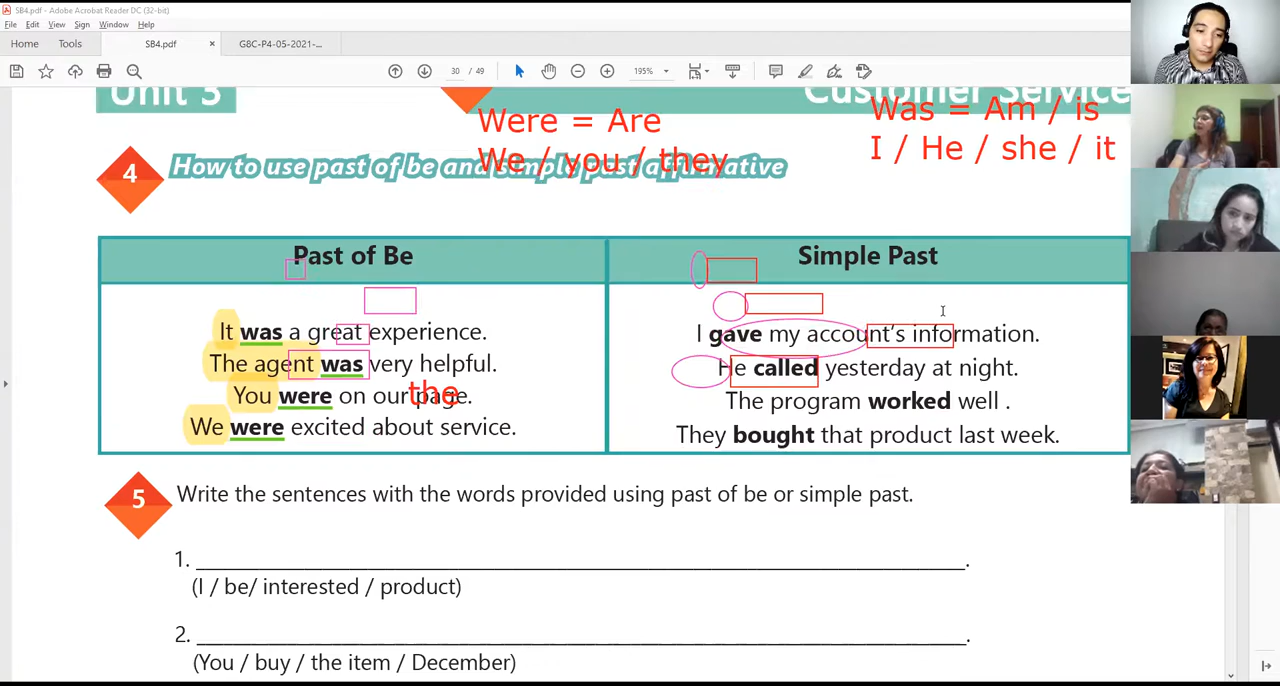 SB4.pdf - Adobe Acrobat Reader DC (32-bit)
File Edit View Sign Window Help
Home Tools SB4.pdf × G8C-P4-05-2021-...
30 / 49 195%
Unit 3 Customer Service
Were = Are
We / you / they
Was = Am / is
I / He / she / it
4 How to use past of be and simple past affirmative
Past of Be
It was a great experience.
The agent was very helpful.
You were on our page.
the
We were excited about service.
Simple Past
I gave my account's information.
He called yesterday at night.
The program worked well .
They bought that product last week.
5 Write the sentences with the words provided using past of be or simple past.
1. ______________________________.
(I / be/ interested / product)
2. ______________________________.
(You / buy / the item / December)